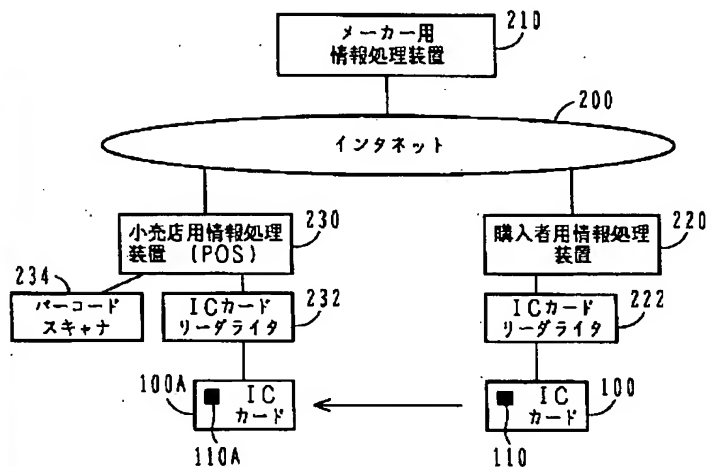 メーカー用
情報処理装置
210
200
インタネット
小売店用情報処理
装置 (POS)
230
購入者用情報処理
装置
220
234
バーコード
スキャナ
ICカード
リーダライタ
232
ICカード
リーダライタ
222
100A
IC
カード
110A
IC
カード
100
110